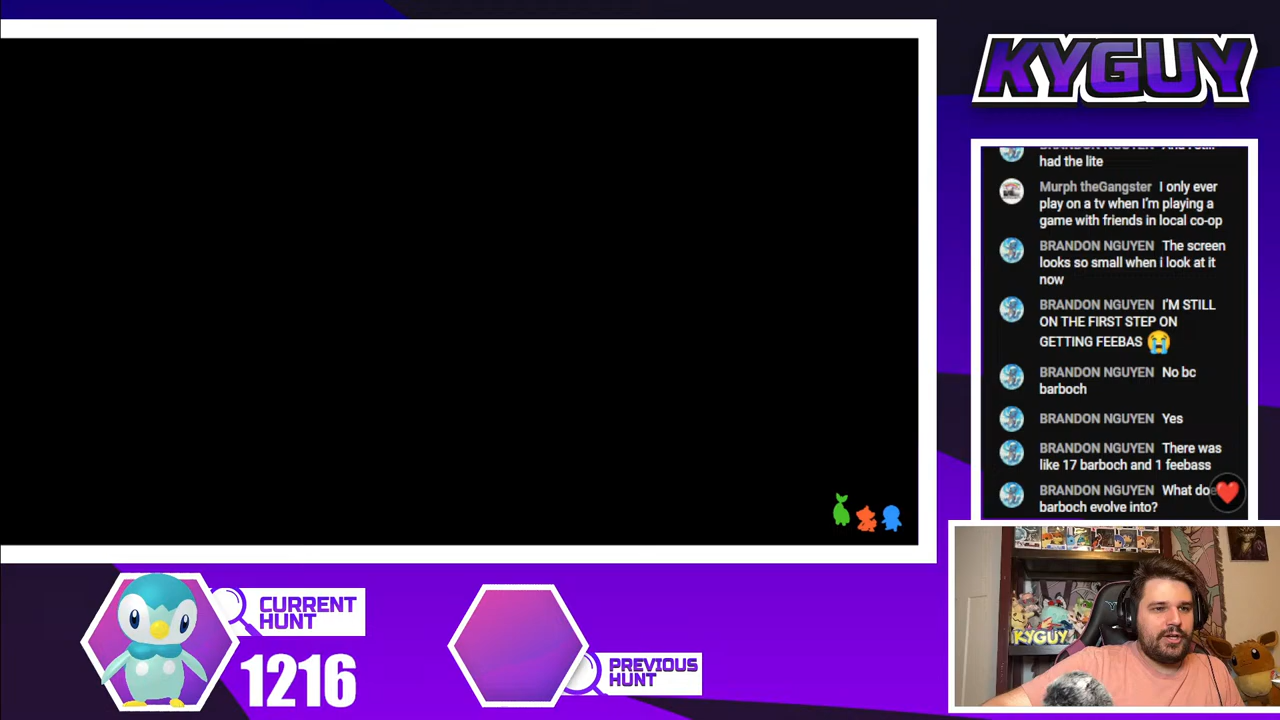 KYGUY
had the lite
Murph theGangster I only ever
play on a tv when I'm playing a
game with friends in local co-op
BRANDON NGUYEN The screen
looks so small when i look at it
now
BRANDON NGUYEN I'M STILL
ON THE FIRST STEP ON
GETTING FEEBAS 😭
BRANDON NGUYEN No bc
barboch
BRANDON NGUYEN Yes
BRANDON NGUYEN There was
like 17 barboch and 1 feebass
BRANDON NGUYEN What
barboch evolve into?
CURRENT
HUNT
1216
PREVIOUS
HUNT
KYGUY